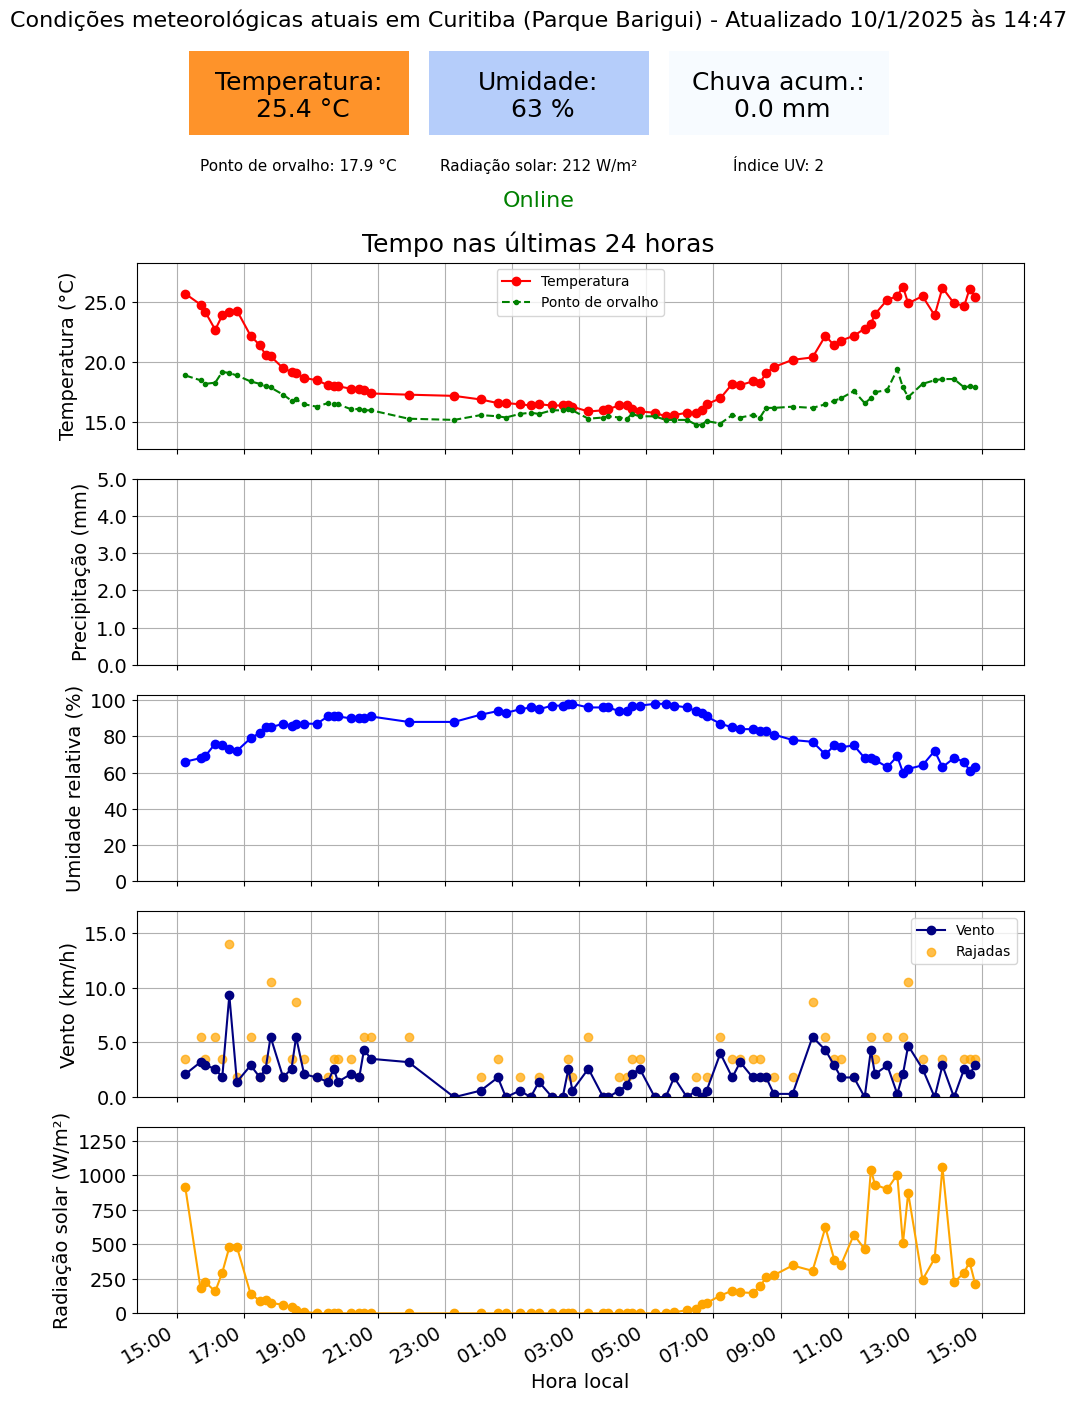 Condições meteorológicas atuais em Curitiba (Parque Barigui) - Atualizado 10/1/2025 às 14:47
Temperatura:
25.4 °C
Umidade:
63 %
Chuva acum.:
0.0 mm
Ponto de orvalho: 17.9 °C
Radiação solar: 212 W/m²
Índice UV: 2
Online
Tempo nas últimas 24 horas
Temperatura (°C)
25.0
20.0
15.0
Temperatura
Ponto de orvalho
Precipitação (mm)
5.0
4.0
3.0
2.0
1.0
0.0
Umidade relativa (%)
100
80
60
40
20
0
Vento (km/h)
15.0
10.0
5.0
0.0
Vento
Rajadas
Radiação solar (W/m²)
1250
1000
750
500
250
0
15:00
17:00
19:00
21:00
23:00
01:00
03:00
05:00
07:00
09:00
11:00
13:00
15:00
Hora local